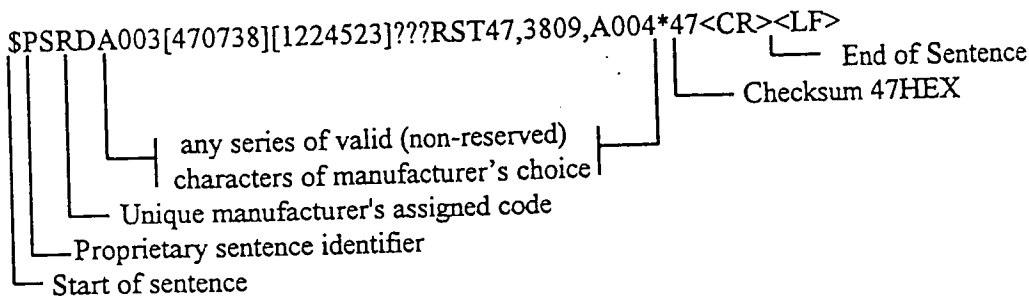 $PSRDA003[470738][1224523]???RST47,3809,A004*47<CR><LF>
End of Sentence
Checksum 47HEX
any series of valid (non-reserved)
characters of manufacturer's choice
Unique manufacturer's assigned code
Proprietary sentence identifier
Start of sentence